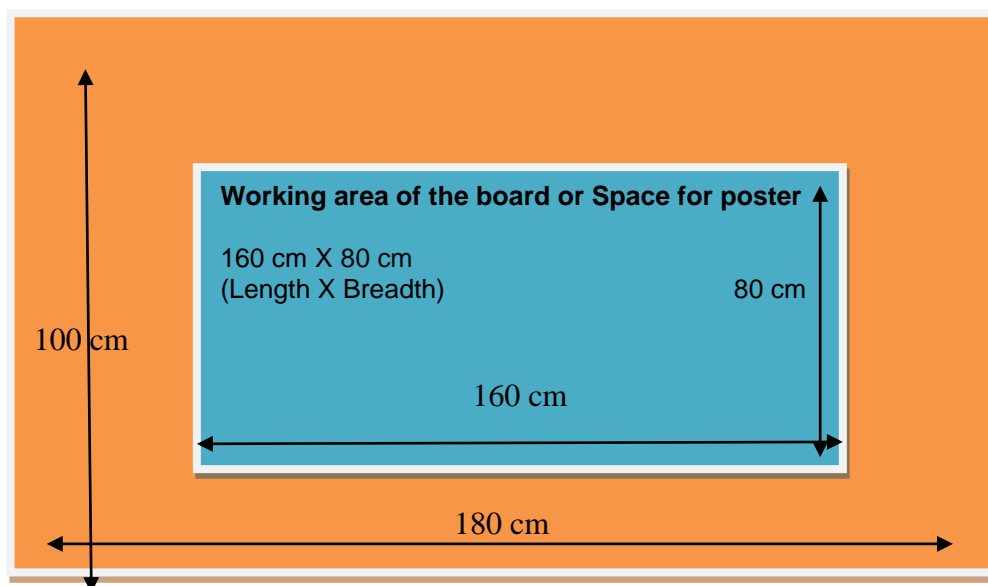 Working area of the board or Space for poster
160 cm X 80 cm
(Length X Breadth)
80 cm
100 cm
160 cm
180 cm